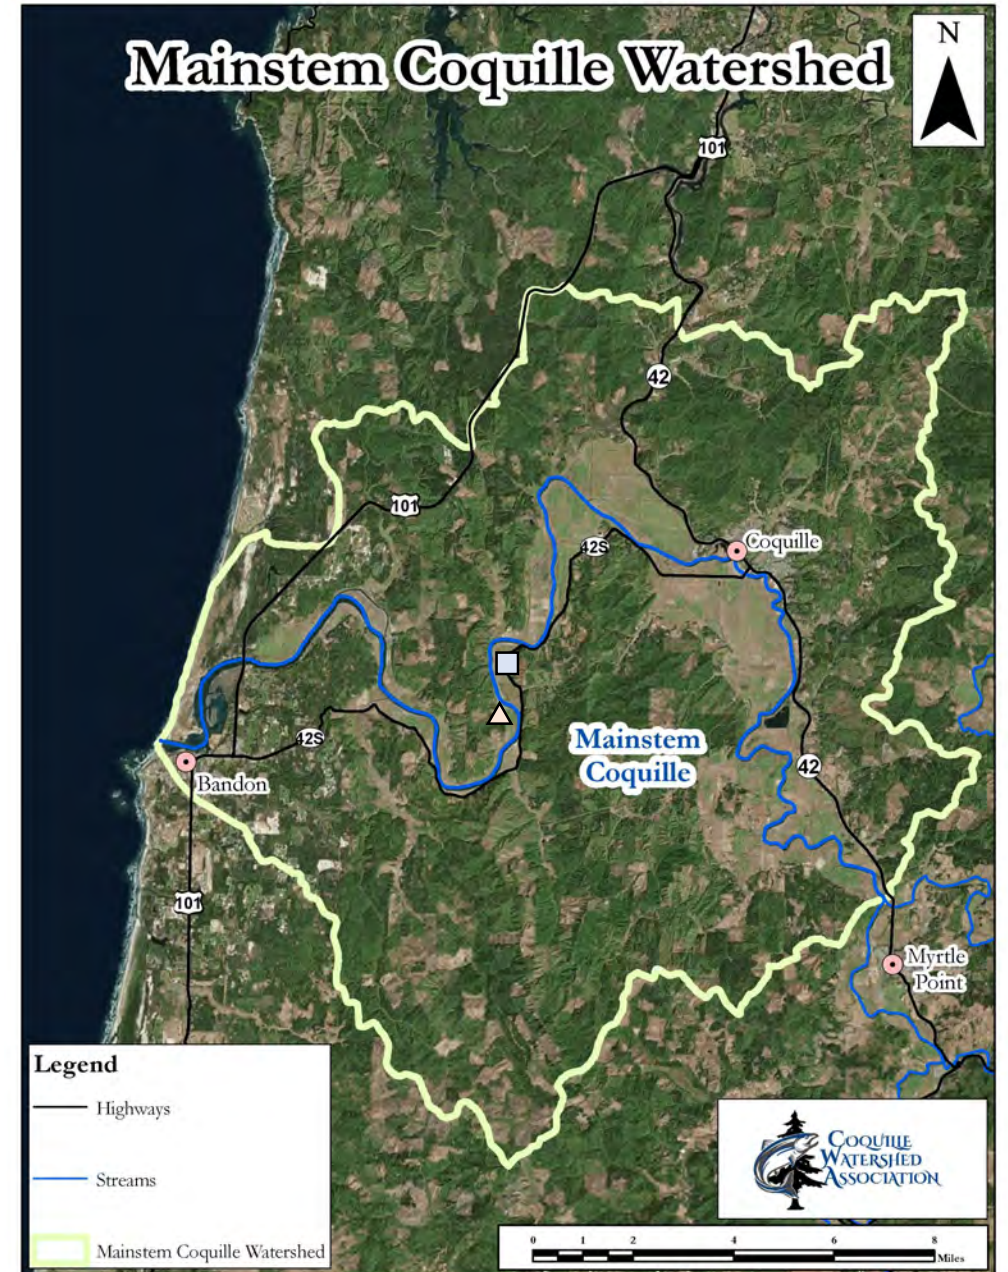 Mainstem Coquille Watershed
N
101
42
101
42S
Coquille
42S
Mainstem
Coquille
42
Bandon
101
Myrtle
Point
Legend
Highways
Streams
Mainstem Coquille Watershed
COQUILLE
WATERSHED
ASSOCIATION
0 1 2 4 6 8
Miles